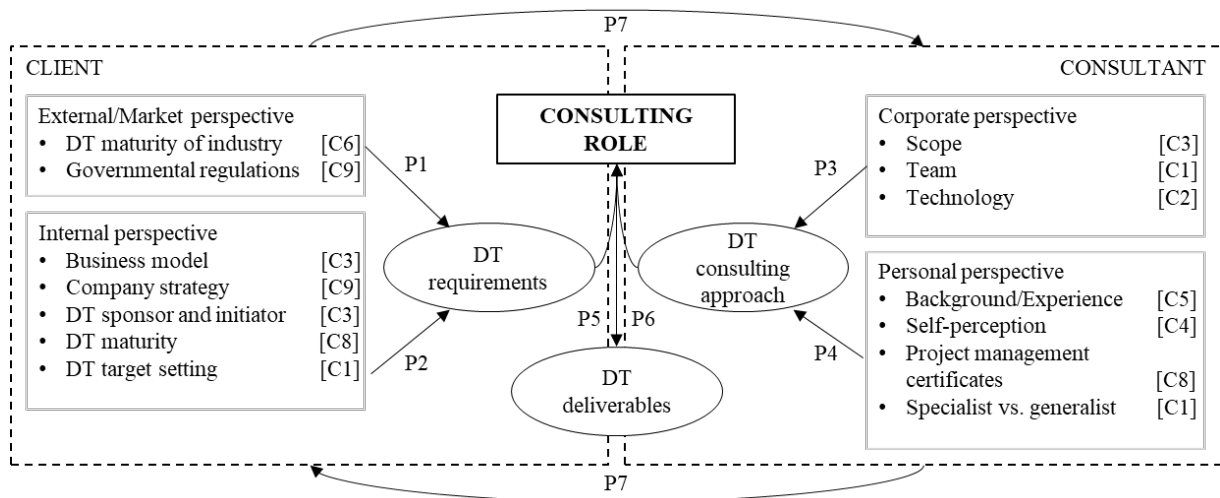 P7
CLIENT
CONSULTANT
External/Market perspective
• DT maturity of industry [C6]
• Governmental regulations [C9]
P1
Internal perspective
• Business model [C3]
• Company strategy [C9]
• DT sponsor and initiator [C3]
• DT maturity [C8]
• DT target setting [C1]
P2
DT
requirements
CONSULTING
ROLE
P5
P6
DT
deliverables
DT
consulting
approach
P3
Corporate perspective
• Scope [C3]
• Team [C1]
• Technology [C2]
P4
Personal perspective
• Background/Experience [C5]
• Self-perception [C4]
• Project management
certificates [C8]
• Specialist vs. generalist [C1]
P7